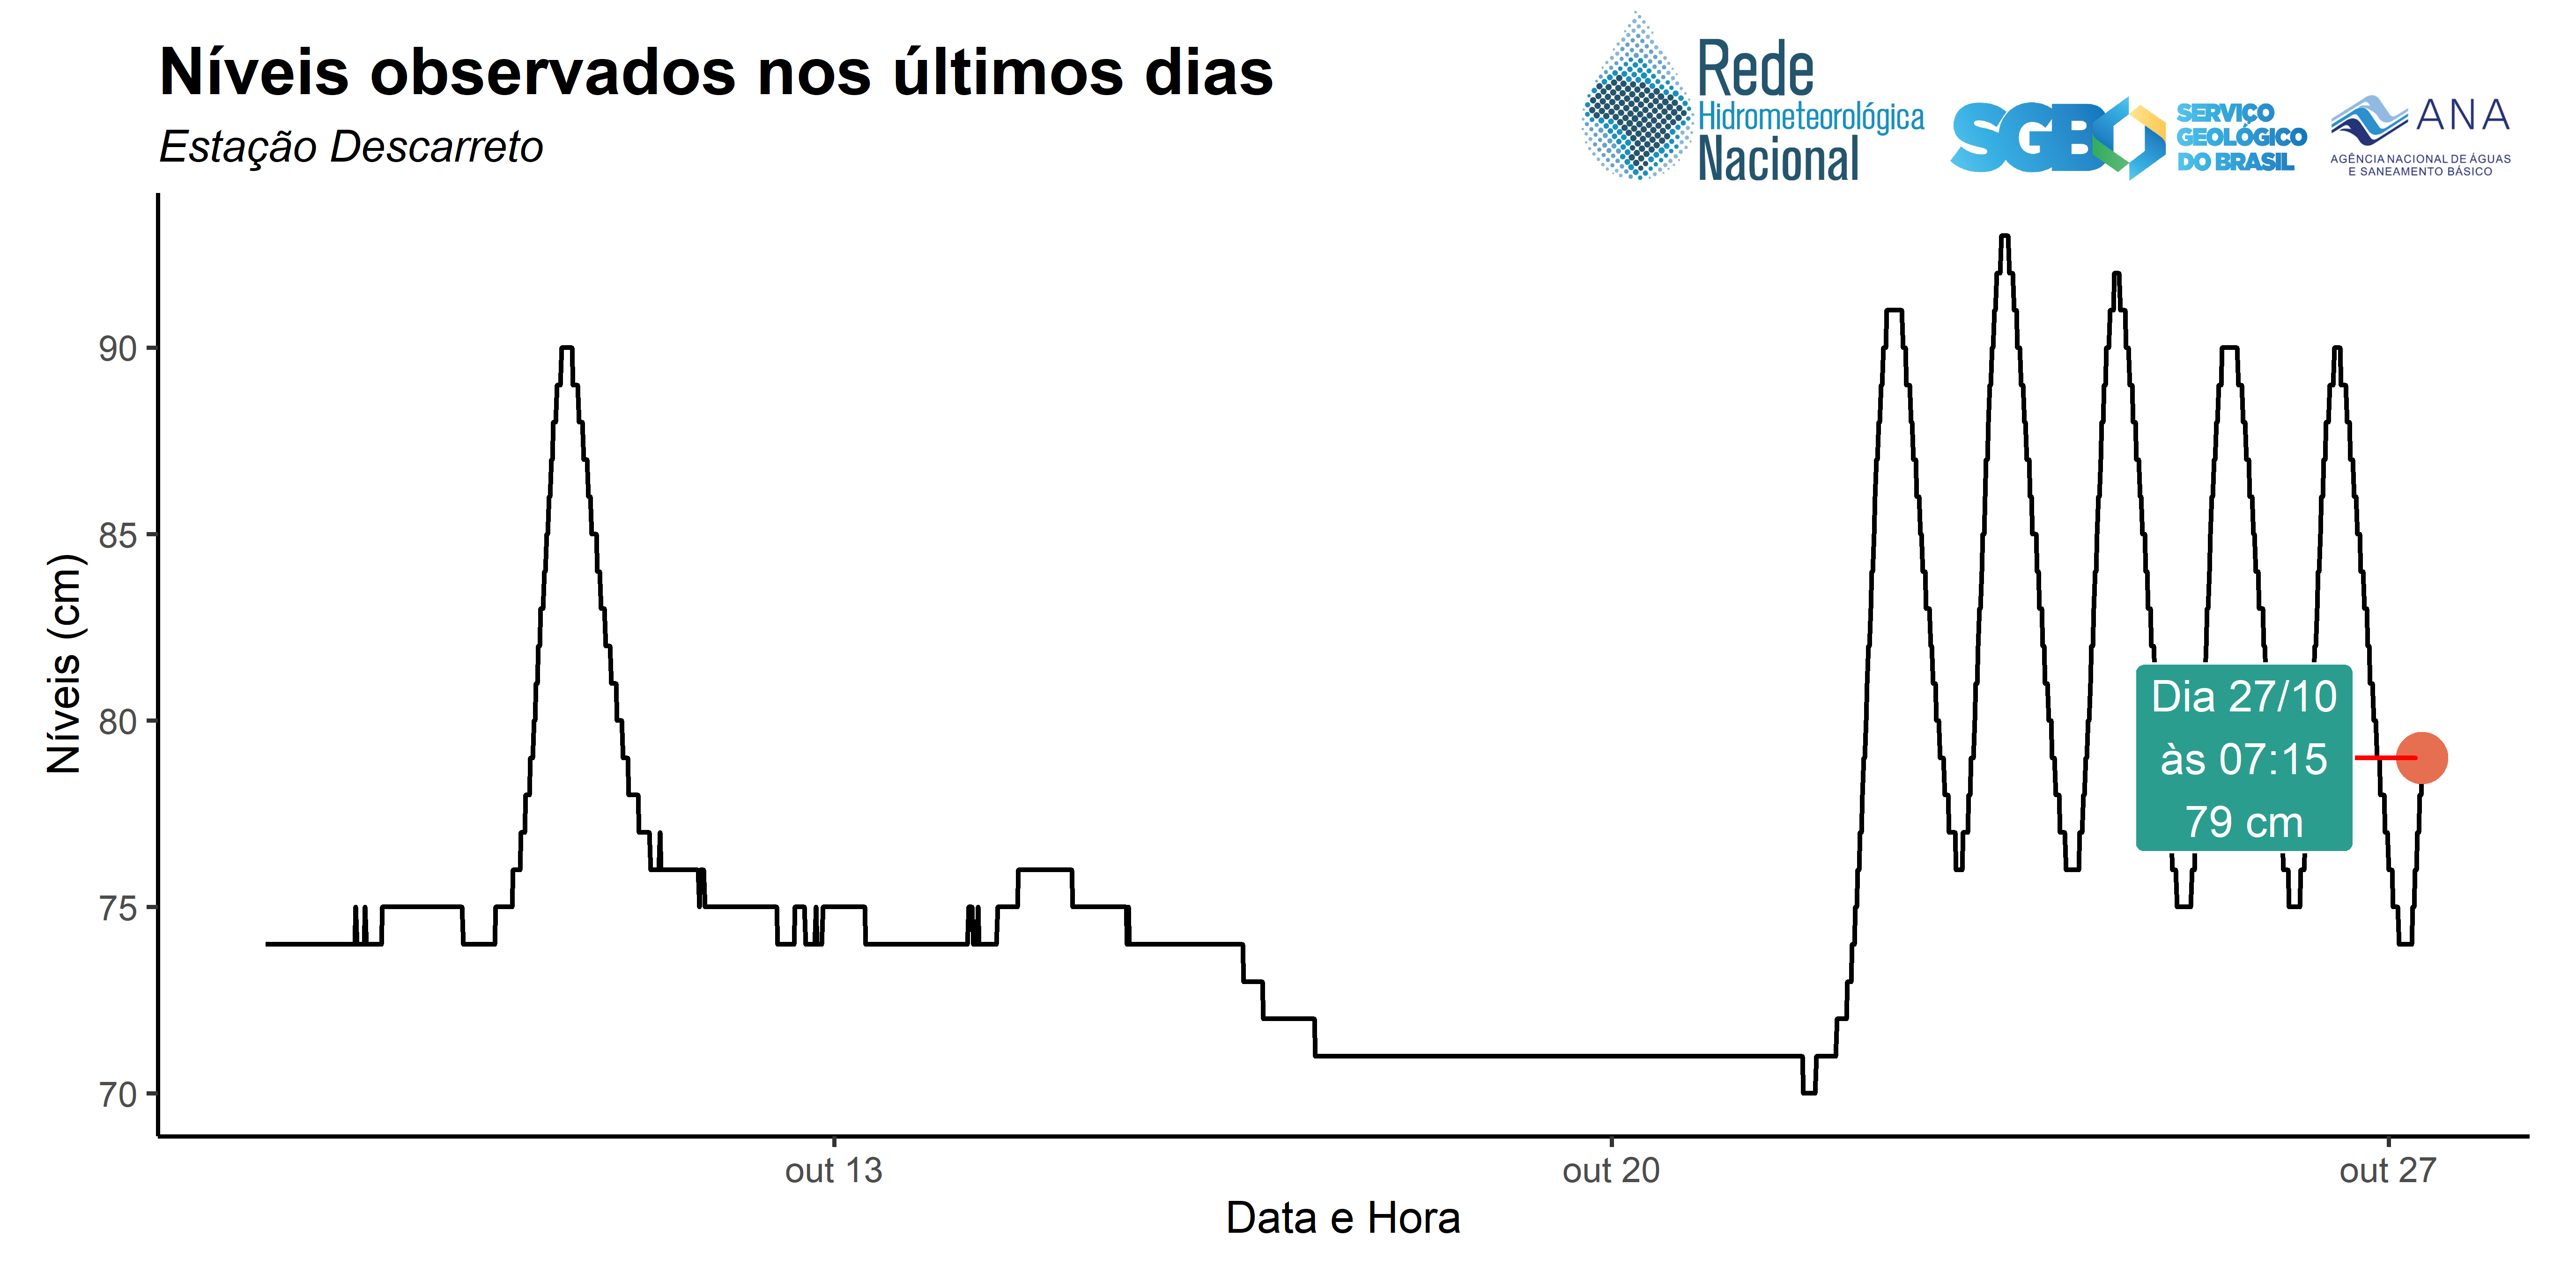 Níveis observados nos últimos dias
Estação Descarreto
Rede
Hidrometeorológica
Nacional
SGB
SERVIÇO
GEOLÓGICO
DO BRASIL
ANA
AGÊNCIA NACIONAL DE ÁGUAS
E SANEAMENTO BÁSICO
Níveis (cm)
90
85
80
75
70
Dia 27/10
às 07:15
79 cm
out 13
out 20
out 27
Data e Hora